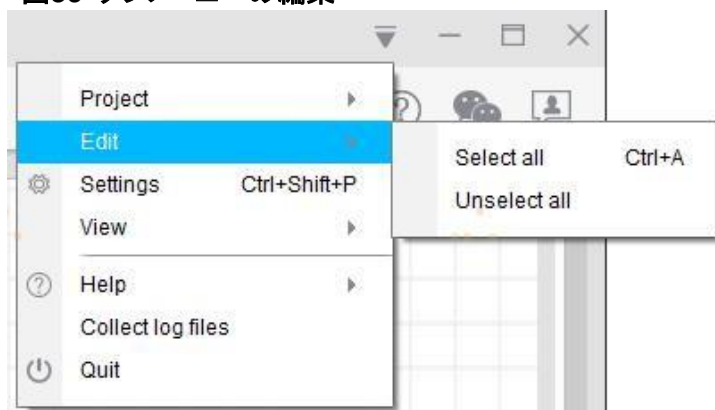 Project
Edit
Select all Ctrl+A
Settings Ctrl+Shift+P
Unselect all
View
Help
Collect log files
Quit